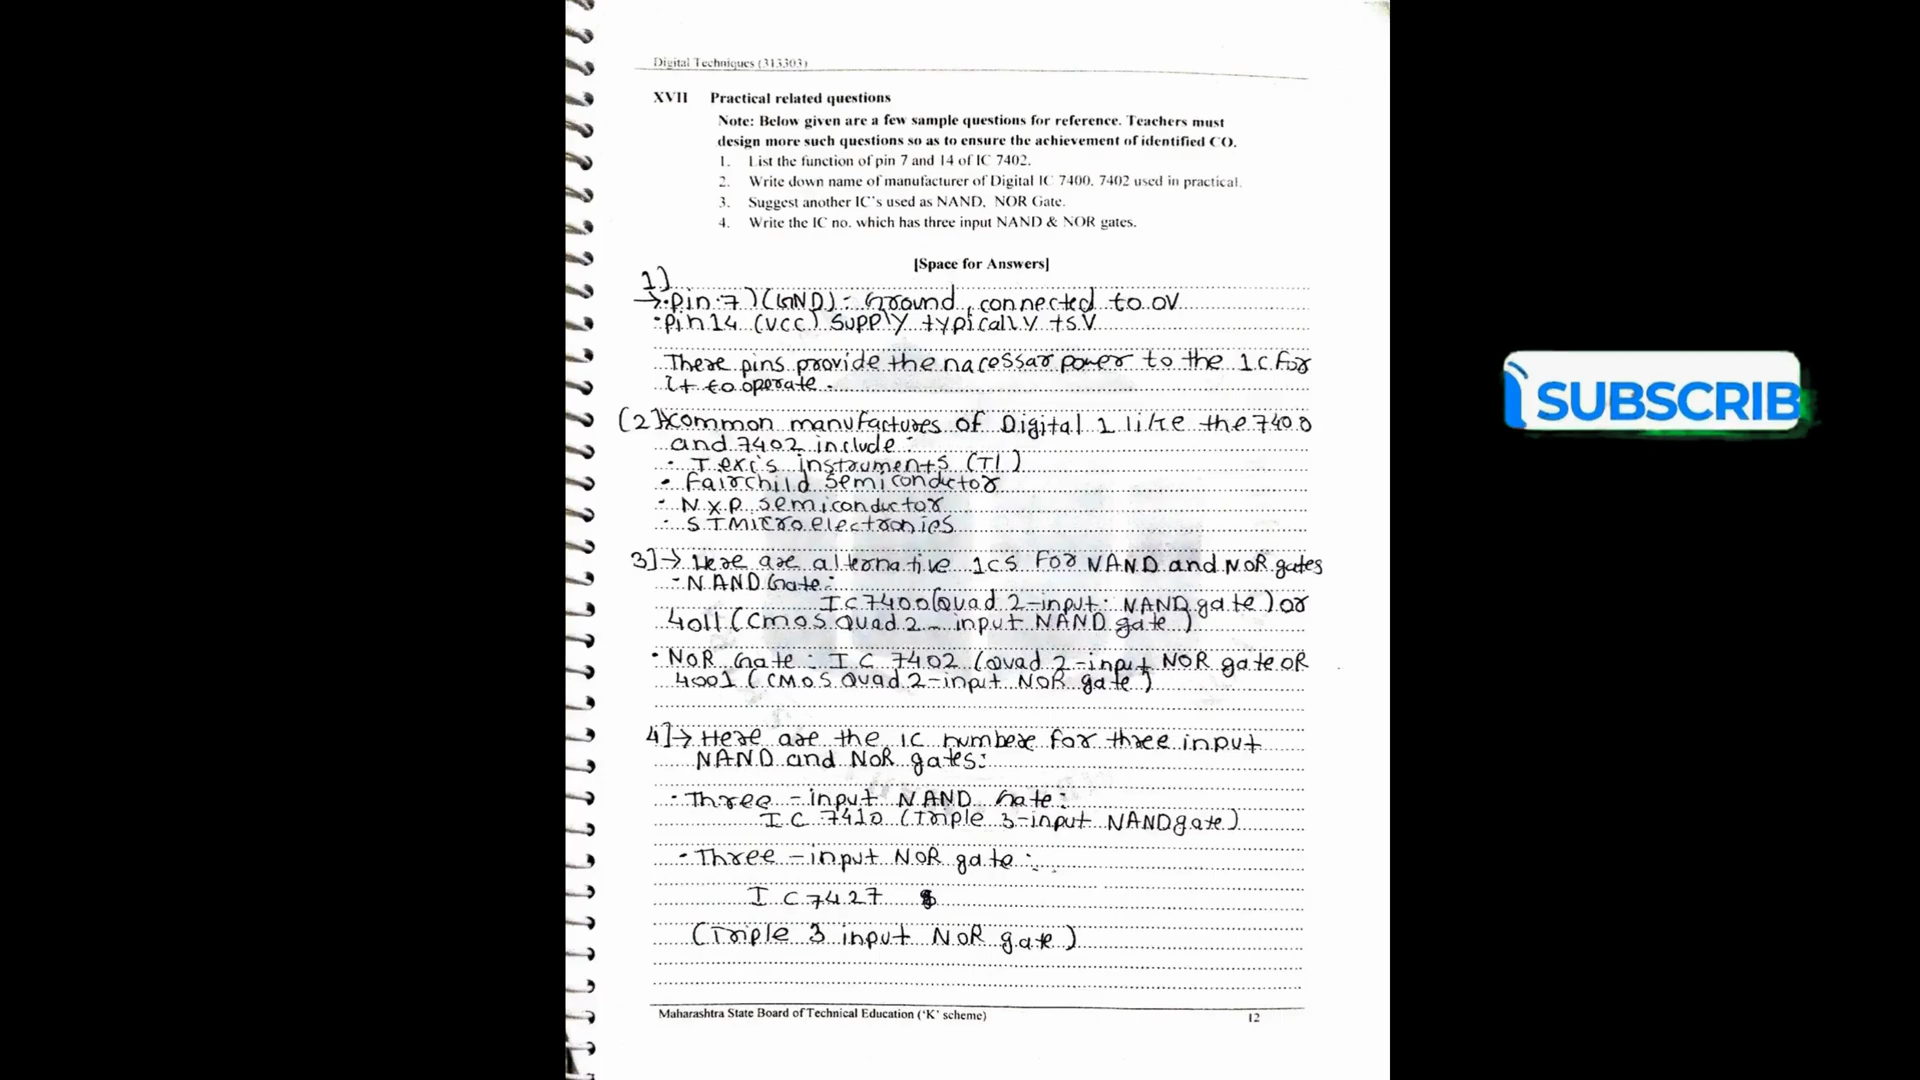 Digital Techniques (313303)
XVII Practical related questions
Note: Below given are a few sample questions for reference. Teachers must
design more such questions so as to ensure the achievement of identified CO.
1. List the function of pin 7 and 14 of IC 7402.
2. Write down name of manufacturer of Digital IC 7400, 7402 used in practical.
3. Suggest another IC's used as NAND, NOR Gate.
4. Write the IC no. which has three input NAND & NOR gates.
[Space for Answers]
1]
→ . pin 7 ) (GND) :- Ground, connected to 0V
. pin 14 (VCC) Supply typically +5V
There pins provide the nacessar power to the IC for
it to operate.
(2]→ common manufactures of Digital I like the 7400
and 7402 include :
. Texi's instruments (TI)
. Fairchild semicondctor
. Nxp semiconductor
. STMicroelectronies
3] → Here are alternative ICS For NAND and NOR gates
- NAND Gate:
IC7400 (Quad 2-input: NAND gate) or
4011 (CMOS Quad 2- input NAND gate)
. NOR Gate : IC 7402 (Quad 2-input NOR gate OR
4001 (CMOS Quad 2-input NOR gate)
4] → Here are the IC number for three input
NAND and NOR gates:
. Three - input NAND Gate:
IC 7410 (Triple 3-input NAND gate)
. Three - input NOR gate :
IC 7427
(Triple 3 input NOR gate)
Maharashtra State Board of Technical Education ('K' scheme) 12
SUBSCRIB